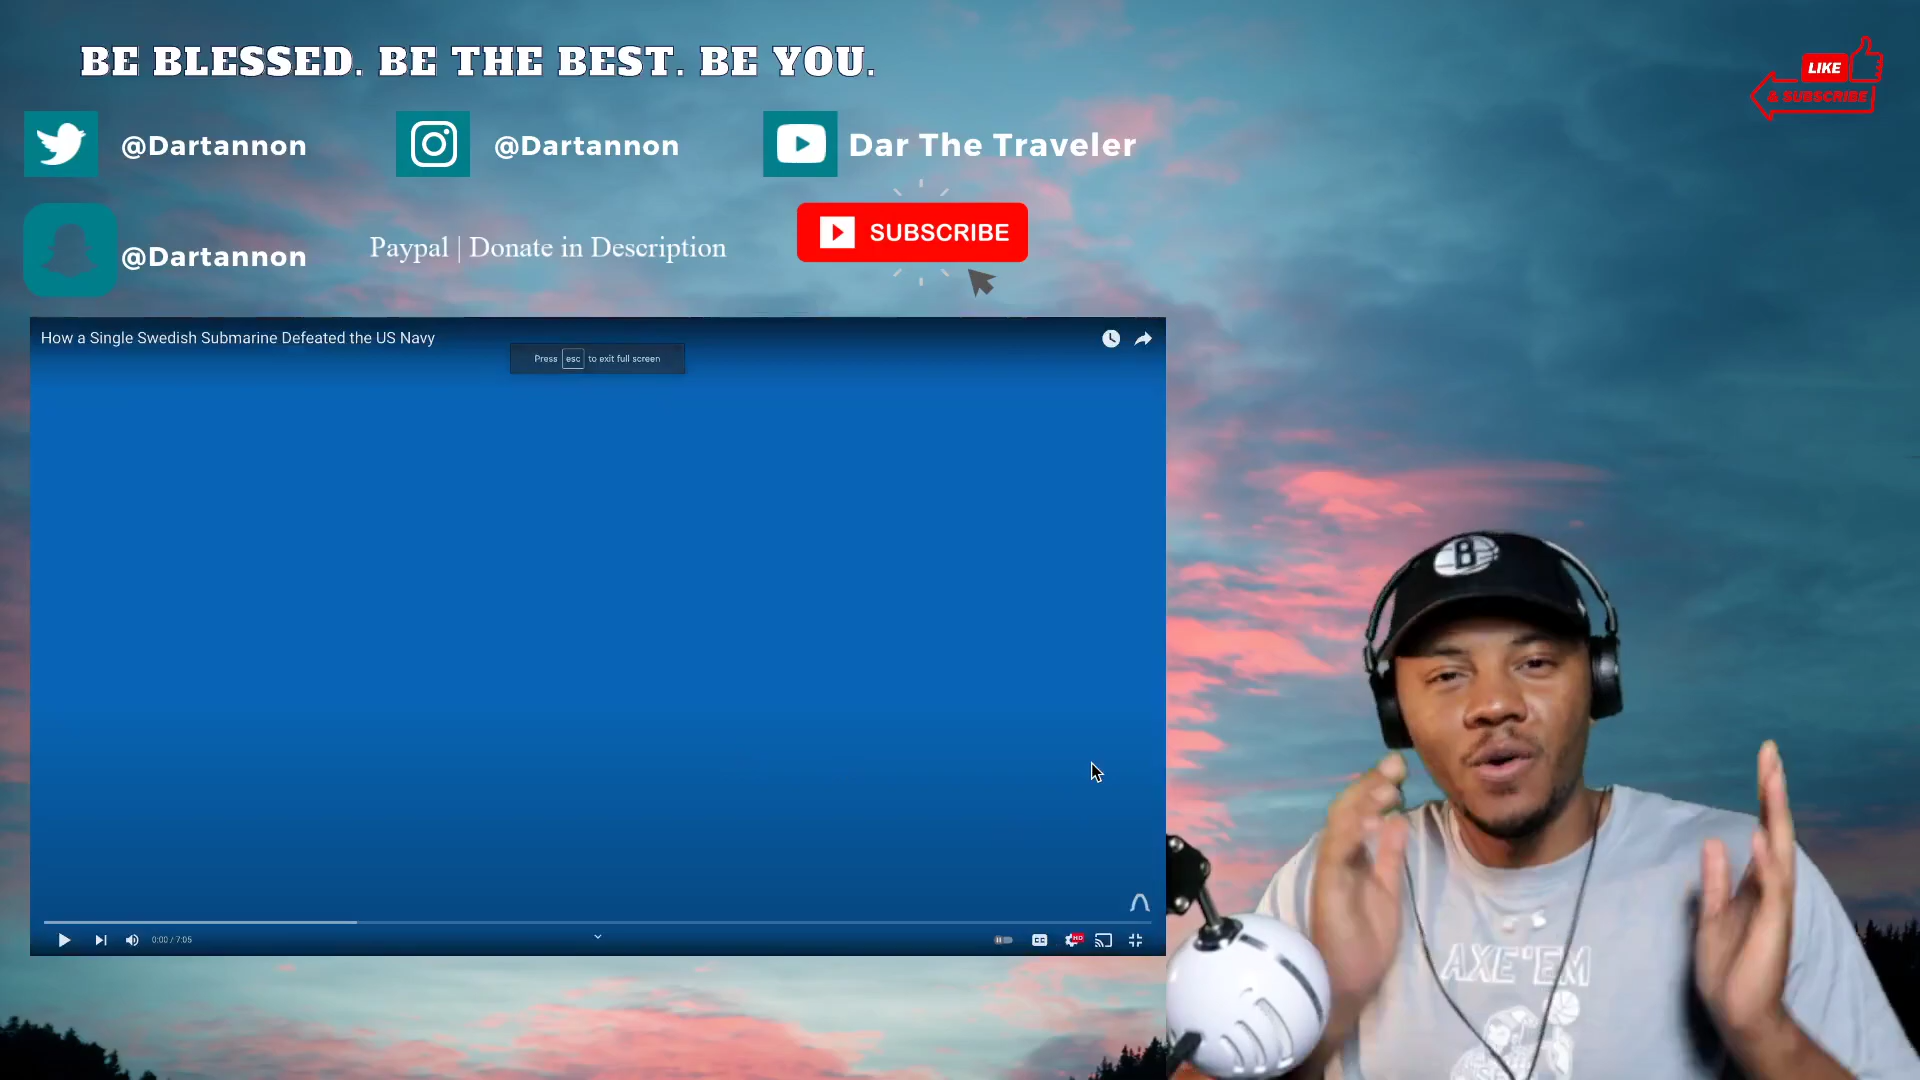 BE BLESSED. BE THE BEST. BE YOU.
LIKE
& SUBSCRIBE
@Dartannon
@Dartannon
Dar The Traveler
@Dartannon
Paypal | Donate in Description
SUBSCRIBE
How a Single Swedish Submarine Defeated the US Navy
Press esc to exit full screen
B
0:00 / 7:05
CC
HD
AXE'EM